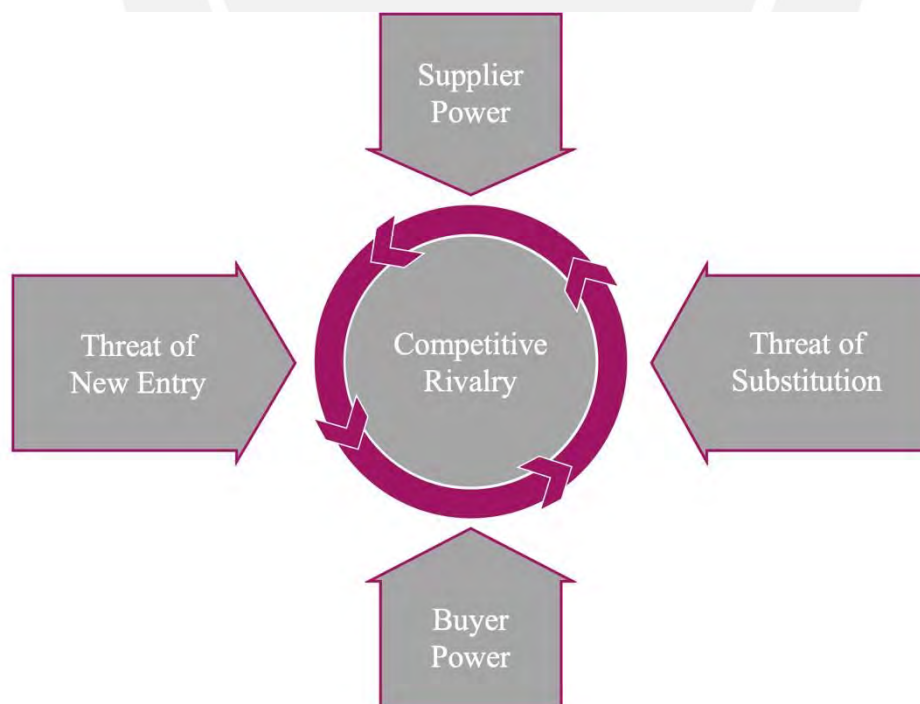 Supplier
Power
Threat of
New Entry
Competitive
Rivalry
Threat of
Substitution
Buyer
Power